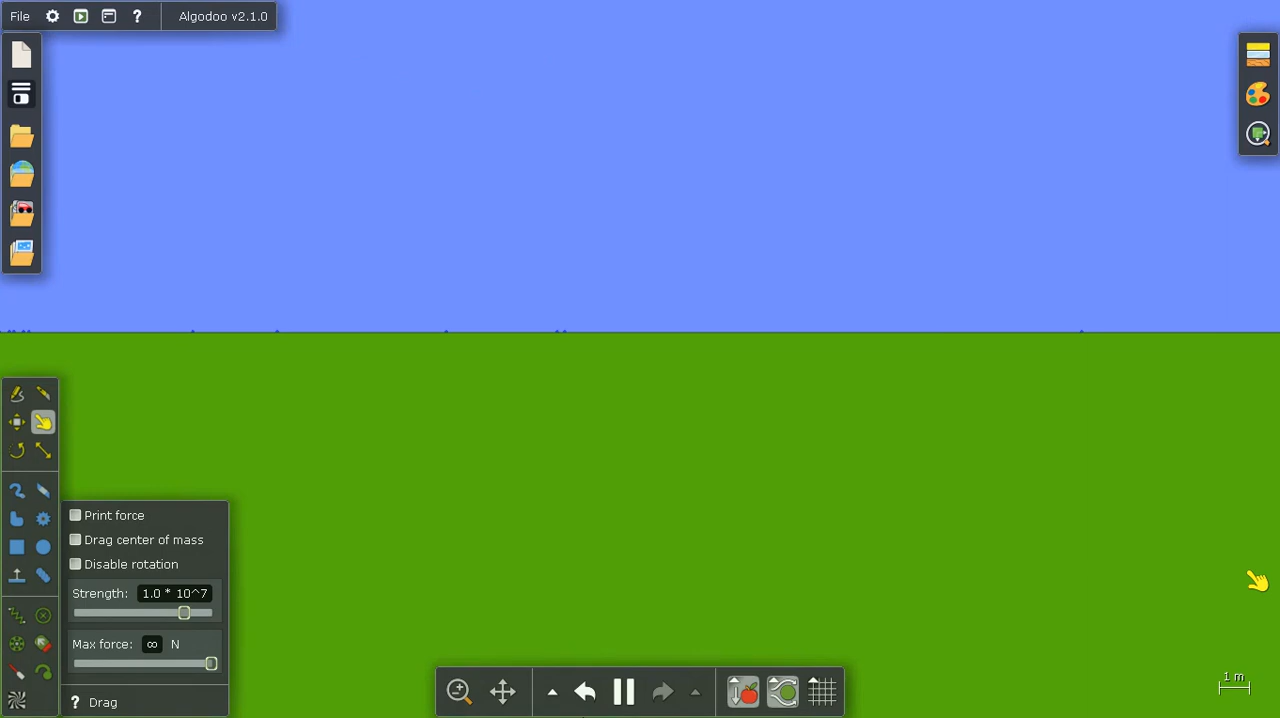 File ? Algodoo v2.1.0
Print force
Drag center of mass
Disable rotation
Strength: 1.0 * 10^7
Max force: ∞ N
? Drag
1 m